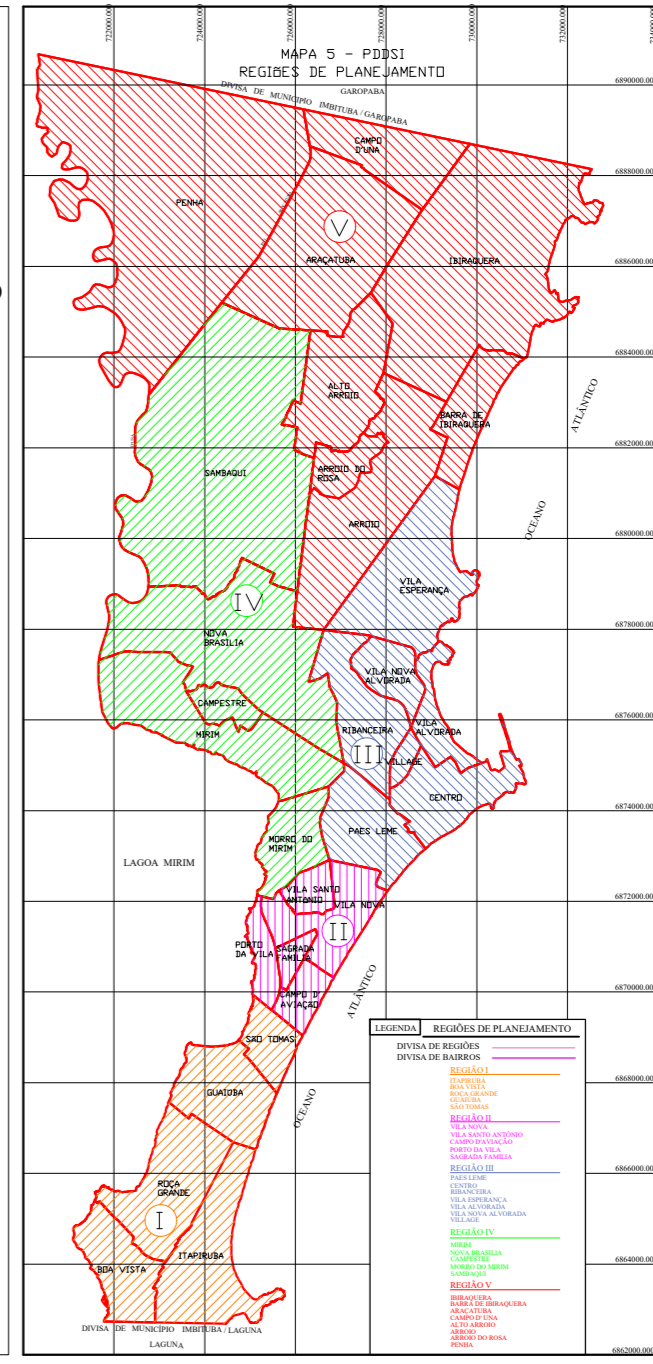 722000.00
724000.00
726000.00
728000.00
730000.00
732000.00
MAPA 5 - PDDSI
REGIÕES DE PLANEJAMENTO
GAROPABA
DIVISA DE MUNICIPIO IMBITUBA / GAROPABA
6890000.00
CAMPO
D'UNA
6888000.00
PENHA
V
ARAÇATUBA
IBIRAQUERA
6886000.00
6884000.00
ALTO
ARROIO
BARRA DE
IBIRAQUERA
ATLÂNTICO
6882000.00
SAMBAQUI
ARROIO DO
ROSA
ARROIO
OCEANO
6880000.00
VILA
ESPERANÇA
IV
NOVA
BRASILIA
6878000.00
VILA NOVA
ALVORADA
CAMPESTRE
MIRIM
RIBANCEIRA
VILA
ALVORADA
6876000.00
III
VILLAGE
CENTRO
6874000.00
PAES LEME
MORRO DO
MIRIM
LAGOA MIRIM
6872000.00
VILA SANTO
ANTONIO
VILA NOVA
II
PORTO
DA VILA
SAGRADA
FAMILIA
CAMPO D'
AVIAÇÃO
ATLÂNTICO
6870000.00
SÃO TOMAS
OCEANO
GUAIUBA
6868000.00
ROÇA
GRANDE
6866000.00
I
ITAPIRUBA
BOA VISTA
6864000.00
DIVISA DE MUNICÍPIO IMBITUBA / LAGUNA
LAGUNA
6862000.00
LEGENDA
REGIÕES DE PLANEJAMENTO
DIVISA DE REGIÕES
DIVISA DE BAIRROS
REGIÃO I
ITAPIRUBA
BOA VISTA
ROÇA GRANDE
GUAIÚBA
SÃO TOMAS
REGIÃO II
VILA NOVA
VILA SANTO ANTÔNIO
CAMPO D'AVIAÇÃO
PORTO DA VILA
SAGRADA FAMILIA
REGIÃO III
PAES LEME
CENTRO
RIBANCEIRA
VILA ESPERANÇA
VILA ALVORADA
VILA NOVA ALVORADA
VILLAGE
REGIÃO IV
MIRIM
NOVA BRASILIA
CAMPESTRE
MORRO DO MIRIM
SAMBAQUI
REGIÃO V
IBIRAQUERA
BARRA DE IBIRAQUERA
ARAÇATUBA
CAMPO D' UNA
ALTO ARROIO
ARROIO
ARROIO DO ROSA
PENHA